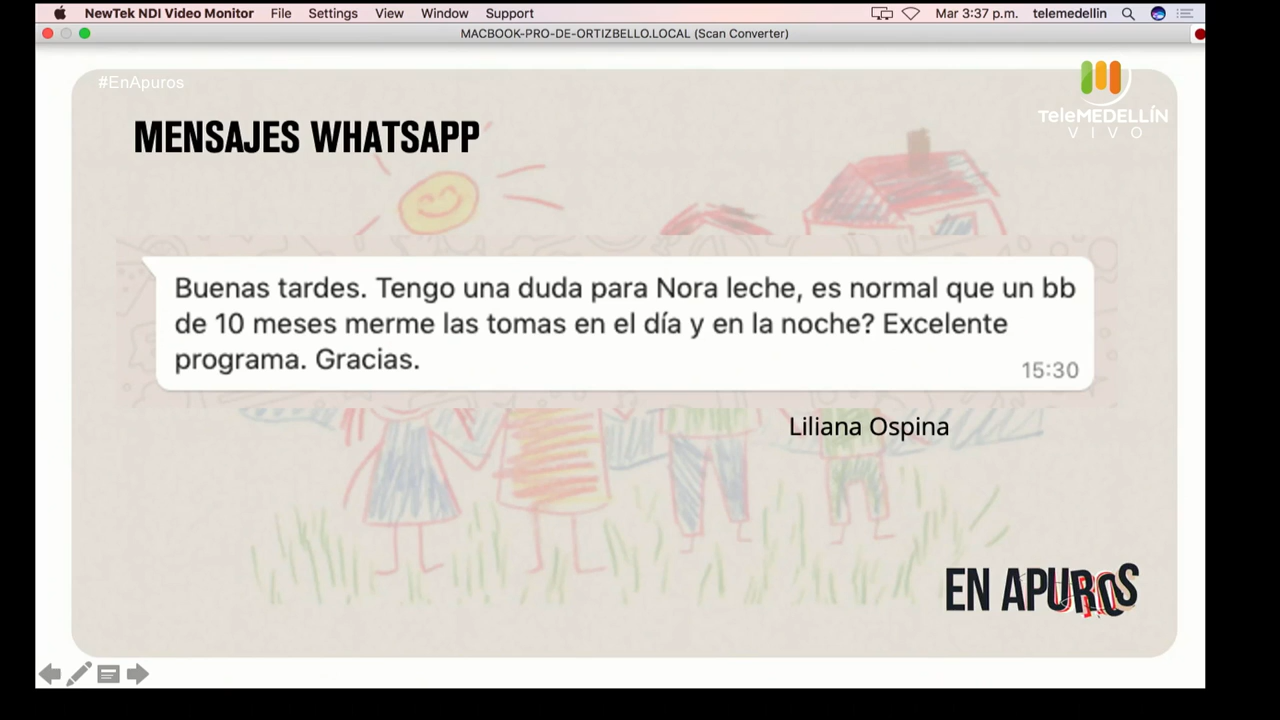 NewTek NDI Video Monitor File Settings View Window Support Mar 3:37 p.m. telemedellin
MACBOOK-PRO-DE-ORTIZBELLO.LOCAL (Scan Converter)
#EnApuros
TeleMEDELLÍN
VIVO
MENSAJES WHATSAPP
Buenas tardes. Tengo una duda para Nora leche, es normal que un bb
de 10 meses merme las tomas en el día y en la noche? Excelente
programa. Gracias.
15:30
Liliana Ospina
EN APUROS